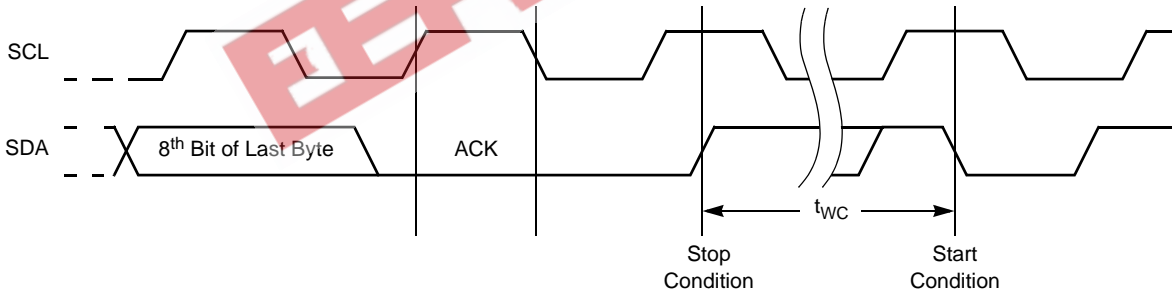 SCL
SDA
8th Bit of Last Byte
ACK
tWC
Stop
Condition
Start
Condition